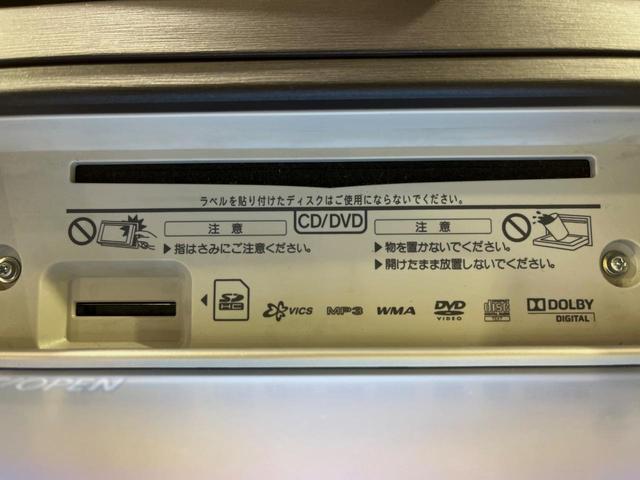 ラベルを貼り付けたディスクはご使用にならないでください。
注 意 CD/DVD 注 意
▶指はさみにご注意ください。
▶物を置かないでください。
▶開けたまま放置しないでください。
SD HC VICS MP3 WMA DVD VIDEO DISC TEXT DOLBY DIGITAL
/OPEN